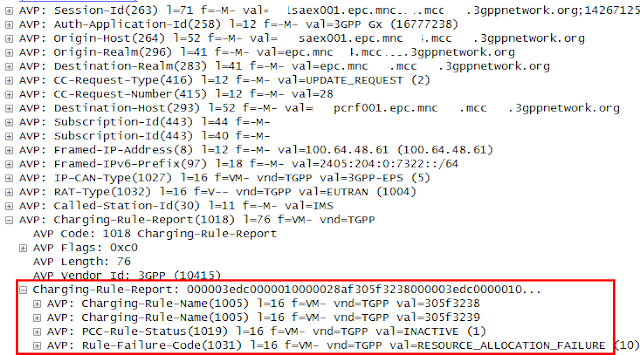 AVP: Session-Id(263) l=71 f=-M- val= lsaex001.epc.mnc .mcc .3gppnetwork.org;14267125
AVP: Auth-Application-Id(258) l=12 f=-M- val=3GPP Gx (16777238)
AVP: Origin-Host(264) l=52 f=-M- val= saex001.epc.mnc .mcc .3gppnetwork.org
AVP: Origin-Realm(296) l=41 f=-M- val=epc.mnc .mcc .3gppnetwork.org
AVP: Destination-Realm(283) l=41 f=-M- val=epc.mnc .mcc .3gppnetwork.org
AVP: CC-Request-Type(416) l=12 f=-M- val=UPDATE_REQUEST (2)
AVP: CC-Request-Number(415) l=12 f=-M- val=28
AVP: Destination-Host(293) l=52 f=-M- val= pcrf001.epc.mnc .mcc .3gppnetwork.org
AVP: Subscription-Id(443) l=44 f=-M-
AVP: Subscription-Id(443) l=40 f=-M-
AVP: Framed-IP-Address(8) l=12 f=-M- val=100.64.48.61 (100.64.48.61)
AVP: Framed-IPv6-Prefix(97) l=18 f=-M- val=2405:204:0:7322::/64
AVP: IP-CAN-Type(1027) l=16 f=VM- vnd=TGPP val=3GPP-EPS (5)
AVP: RAT-Type(1032) l=16 f=V-- vnd=TGPP val=EUTRAN (1004)
AVP: Called-Station-Id(30) l=11 f=-M- val=IMS
AVP: Charging-Rule-Report(1018) l=76 f=VM- vnd=TGPP
AVP Code: 1018 Charging-Rule-Report
AVP Flags: 0xc0
AVP Length: 76
AVP Vendor Id: 3GPP (10415)
Charging-Rule-Report: 000003edc0000010000028af305f3238000003edc0000010...
AVP: Charging-Rule-Name(1005) l=16 f=VM- vnd=TGPP val=305f3238
AVP: Charging-Rule-Name(1005) l=16 f=VM- vnd=TGPP val=305f3239
AVP: PCC-Rule-Status(1019) l=16 f=VM- vnd=TGPP val=INACTIVE (1)
AVP: Rule-Failure-Code(1031) l=16 f=VM- vnd=TGPP val=RESOURCE_ALLOCATION_FAILURE (10)